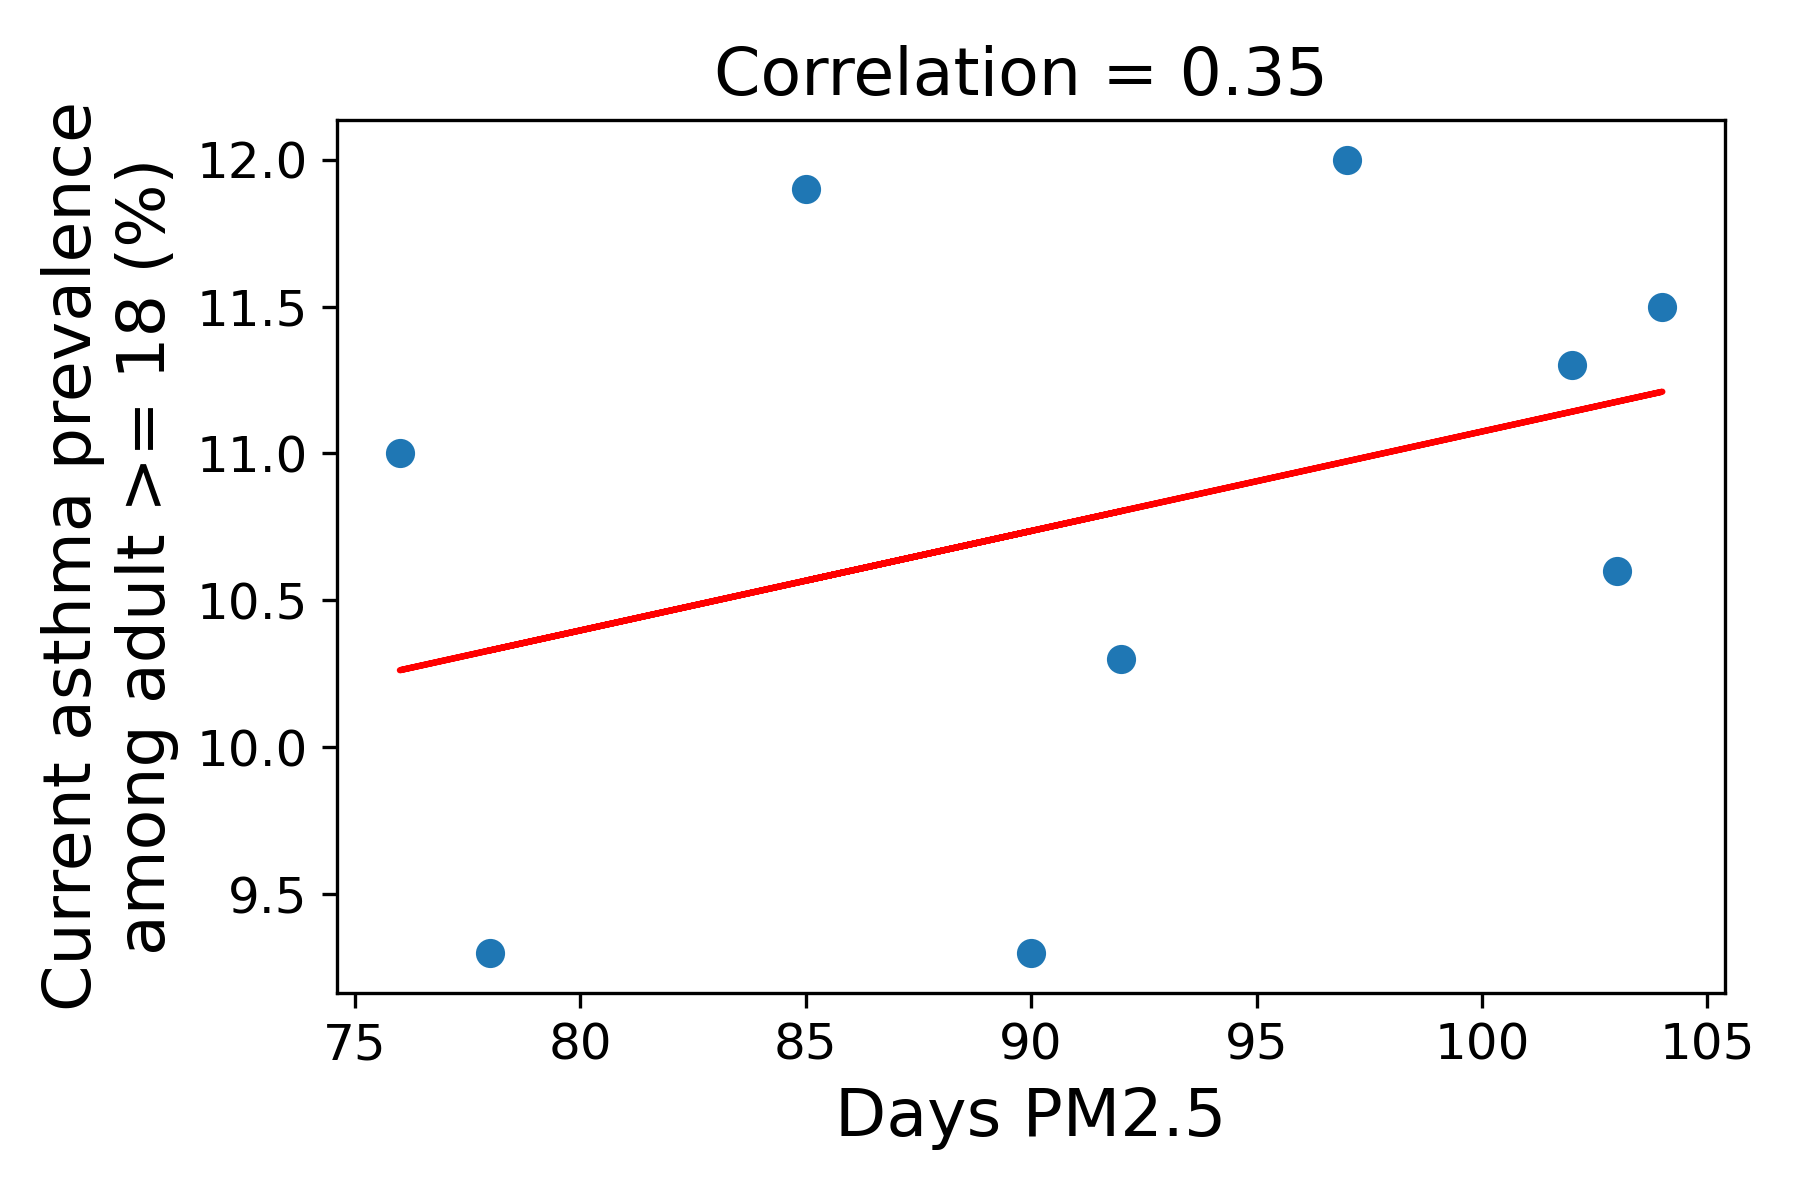 Correlation = 0.35
Current asthma prevalence
among adult >= 18 (%)
12.0
11.5
11.0
10.5
10.0
9.5
75 80 85 90 95 100 105
Days PM2.5